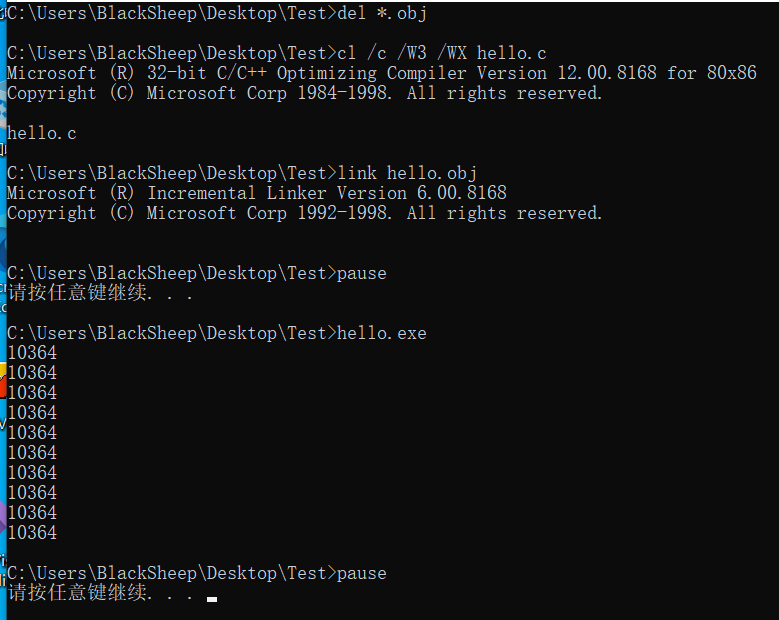 C:\Users\BlackSheep\Desktop\Test>del *.obj
C:\Users\BlackSheep\Desktop\Test>cl /c /W3 /WX hello.c
Microsoft (R) 32-bit C/C++ Optimizing Compiler Version 12.00.8168 for 80x86
Copyright (C) Microsoft Corp 1984-1998. All rights reserved.
hello.c
C:\Users\BlackSheep\Desktop\Test>link hello.obj
Microsoft (R) Incremental Linker Version 6.00.8168
Copyright (C) Microsoft Corp 1992-1998. All rights reserved.
C:\Users\BlackSheep\Desktop\Test>pause
请按任意键继续. . .
C:\Users\BlackSheep\Desktop\Test>hello.exe
10364
10364
10364
10364
10364
10364
10364
10364
10364
10364
C:\Users\BlackSheep\Desktop\Test>pause
请按任意键继续. . .